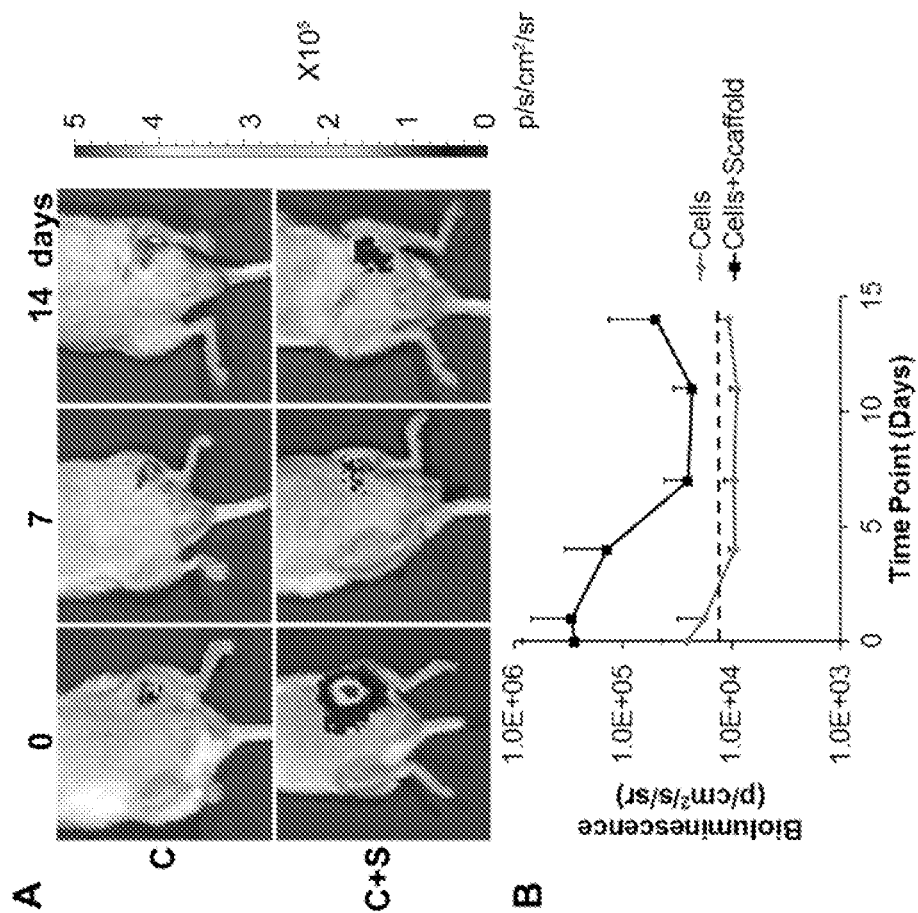 A
0 7 14 days
C
C+S
5
4
3
2
1
0
X10⁵
p/s/cm²/sr
B
Bioluminescence
(p/cm²/s/sr)
1.0E+06
1.0E+05
1.0E+04
1.0E+03
0 5 10 15
Time Point (Days)
Cells
Cells+Scaffold